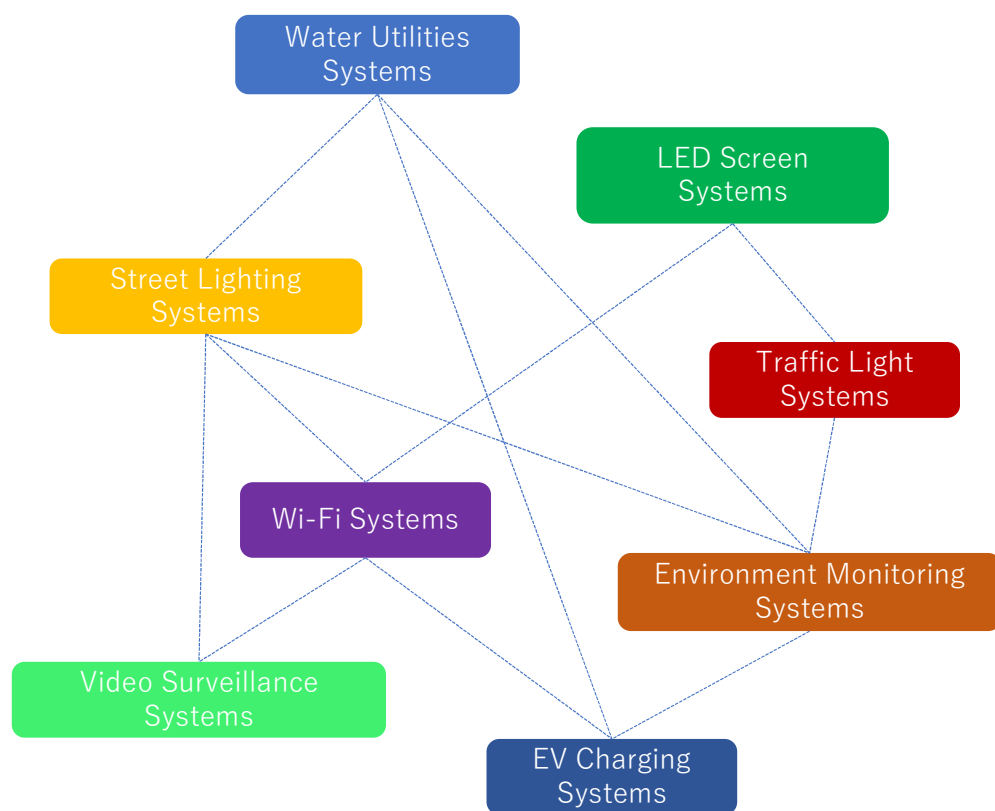 Water Utilities
Systems
LED Screen
Systems
Street Lighting
Systems
Traffic Light
Systems
Wi-Fi Systems
Environment Monitoring
Systems
Video Surveillance
Systems
EV Charging
Systems